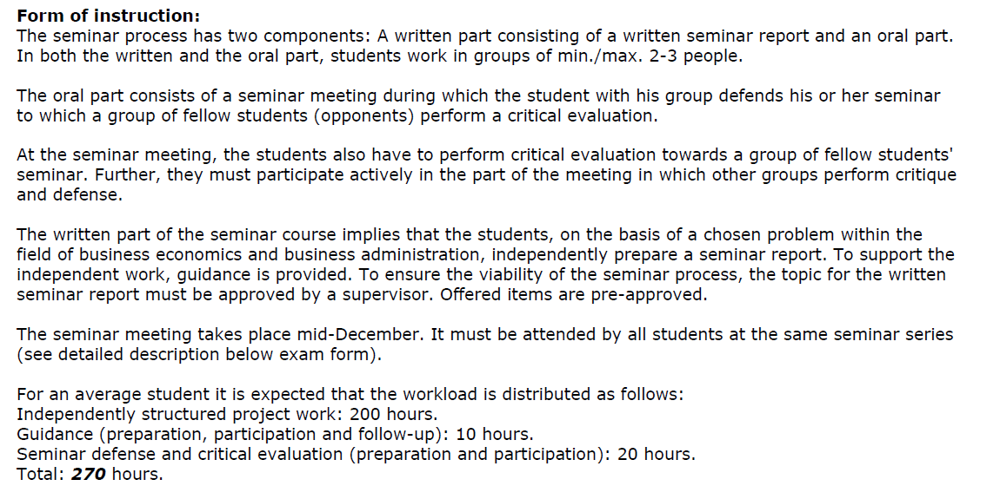 Form of instruction:
The seminar process has two components: A written part consisting of a written seminar report and an oral part.
In both the written and the oral part, students work in groups of min./max. 2-3 people.
The oral part consists of a seminar meeting during which the student with his group defends his or her seminar
to which a group of fellow students (opponents) perform a critical evaluation.
At the seminar meeting, the students also have to perform critical evaluation towards a group of fellow students'
seminar. Further, they must participate actively in the part of the meeting in which other groups perform critique
and defense.
The written part of the seminar course implies that the students, on the basis of a chosen problem within the
field of business economics and business administration, independently prepare a seminar report. To support the
independent work, guidance is provided. To ensure the viability of the seminar process, the topic for the written
seminar report must be approved by a supervisor. Offered items are pre-approved.
The seminar meeting takes place mid-December. It must be attended by all students at the same seminar series
(see detailed description below exam form).
For an average student it is expected that the workload is distributed as follows:
Independently structured project work: 200 hours.
Guidance (preparation, participation and follow-up): 10 hours.
Seminar defense and critical evaluation (preparation and participation): 20 hours.
Total: 270 hours.